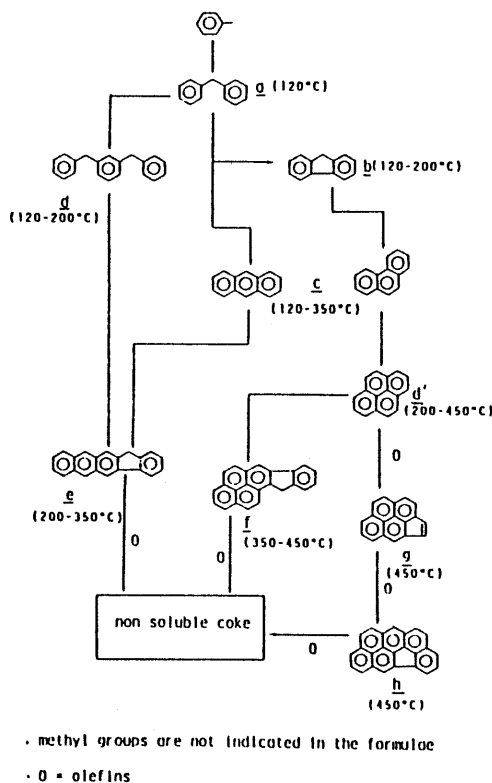 a (120°C)
b (120-200°C)
d
(120-200°C)
c
(120-350°C)
d'
(200-450°C)
0
e
(200-350°C)
0
f
(350-450°C)
0
g
(450°C)
0
non soluble coke
0
h
(450°C)
. methyl groups are not indicated in the formulae
. 0 = olefins